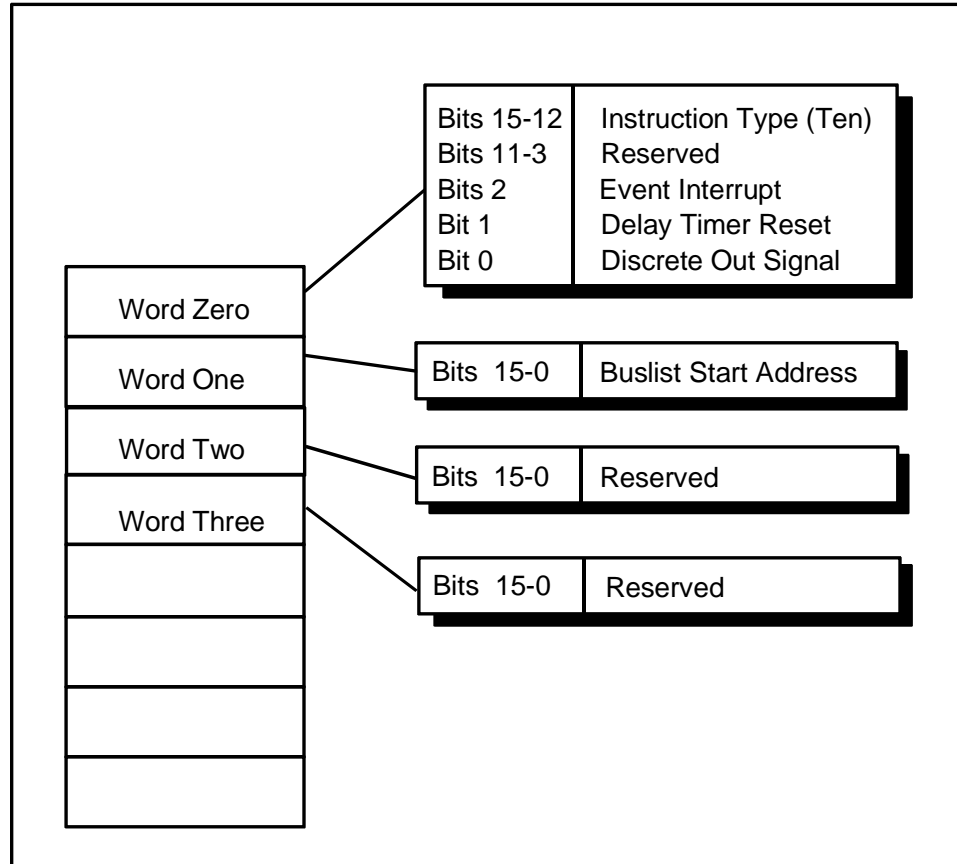 Bits 15-12 Instruction Type (Ten)
Bits 11-3 Reserved
Bits 2 Event Interrupt
Bit 1 Delay Timer Reset
Bit 0 Discrete Out Signal
Word Zero
Word One
Bits 15-0 Buslist Start Address
Word Two
Bits 15-0 Reserved
Word Three
Bits 15-0 Reserved